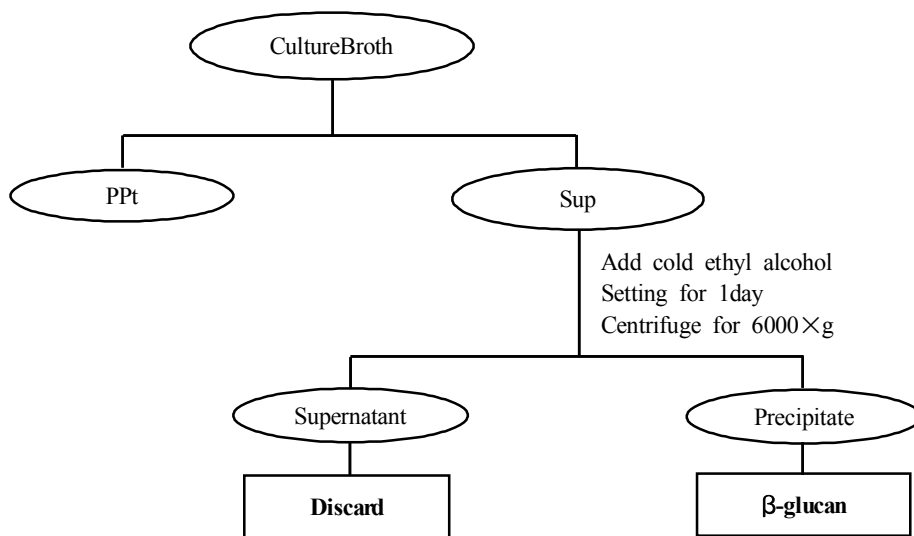 CultureBroth
PPt
Sup
Add cold ethyl alcohol
Setting for 1day
Centrifuge for 6000×g
Supernatant
Precipitate
Discard
β-glucan